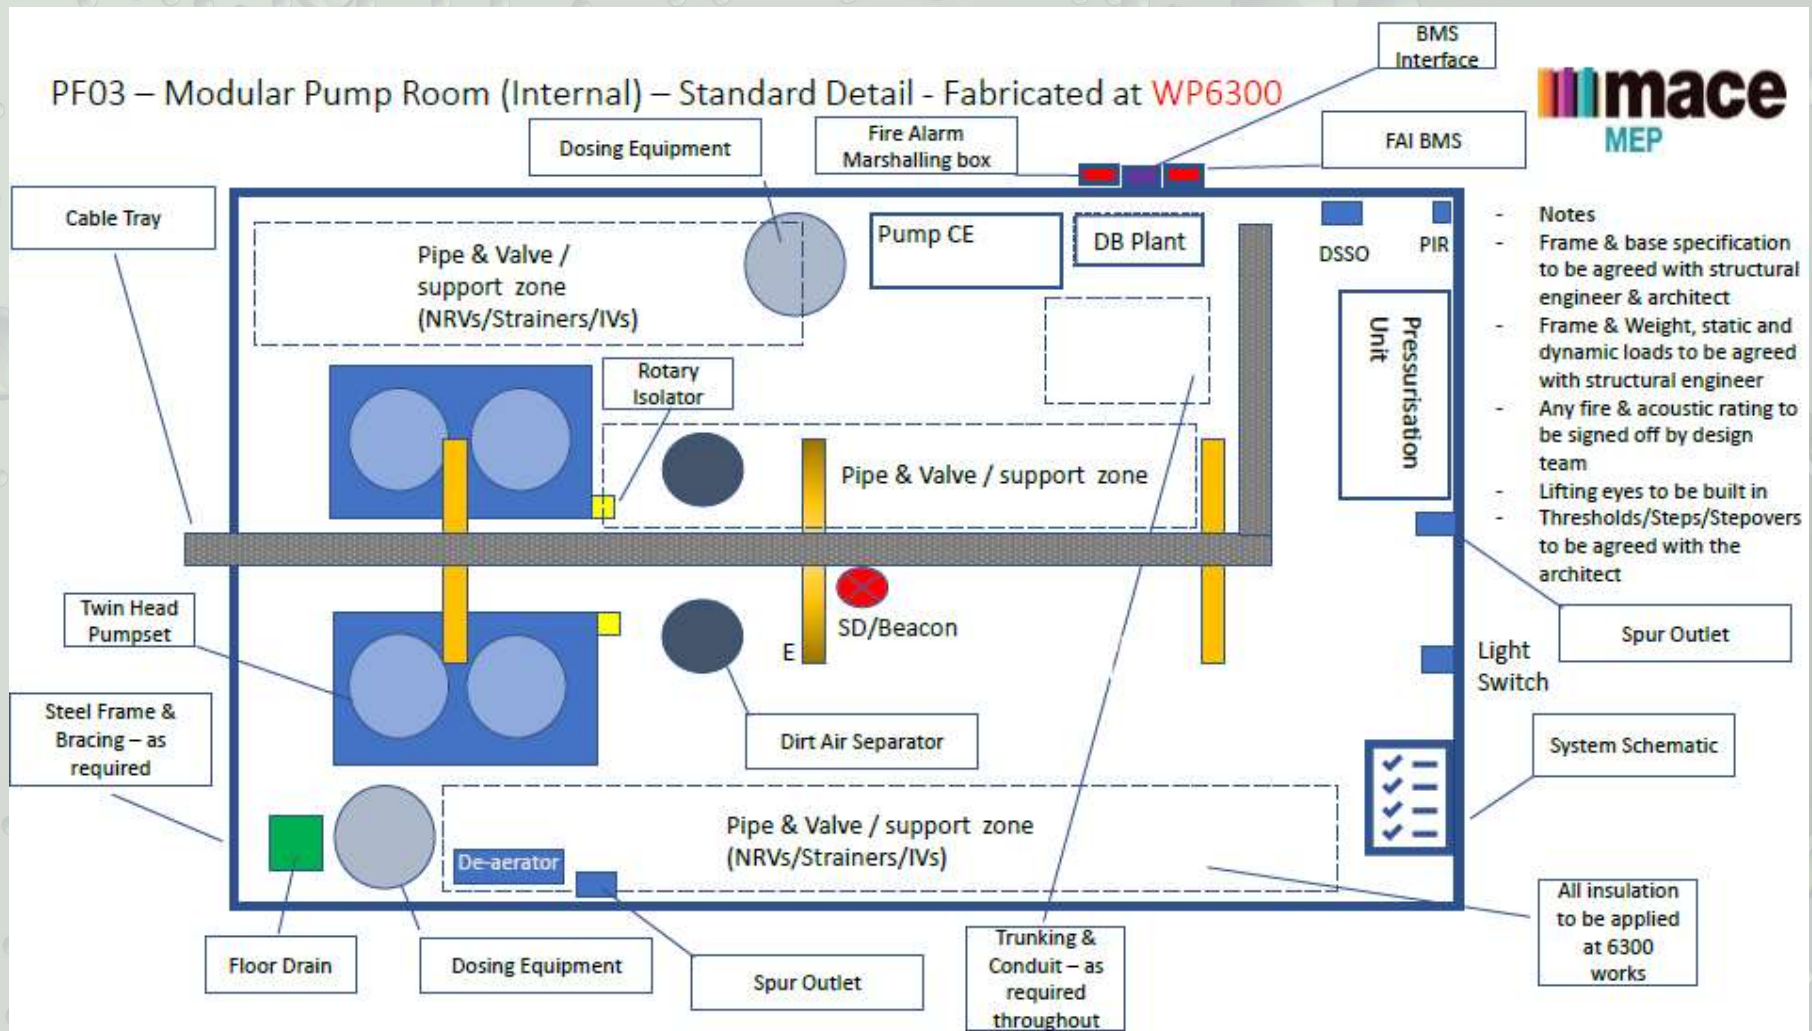 BMS
Interface
PF03 – Modular Pump Room (Internal) – Standard Detail - Fabricated at WP6300
mace
MEP
Dosing Equipment
Fire Alarm
Marshalling box
FAI BMS
Cable Tray
Pipe & Valve /
support zone
(NRVs/Strainers/IVs)
Pump CE
DB Plant
DSSO
PIR
- Notes
- Frame & base specification
to be agreed with structural
engineer & architect
- Frame & Weight, static and
dynamic loads to be agreed
with structural engineer
- Any fire & acoustic rating to
be signed off by design
team
- Lifting eyes to be built in
- Thresholds/Steps/Stepovers
to be agreed with the
architect
Pressurisation
Unit
Rotary
Isolator
Pipe & Valve / support zone
Twin Head
Pumpset
SD/Beacon
E
Spur Outlet
Light
Switch
Steel Frame &
Bracing – as
required
Dirt Air Separator
System Schematic
Pipe & Valve / support zone
(NRVs/Strainers/IVs)
De-aerator
All insulation
to be applied
at 6300
works
Floor Drain
Dosing Equipment
Spur Outlet
Trunking &
Conduit – as
required
throughout